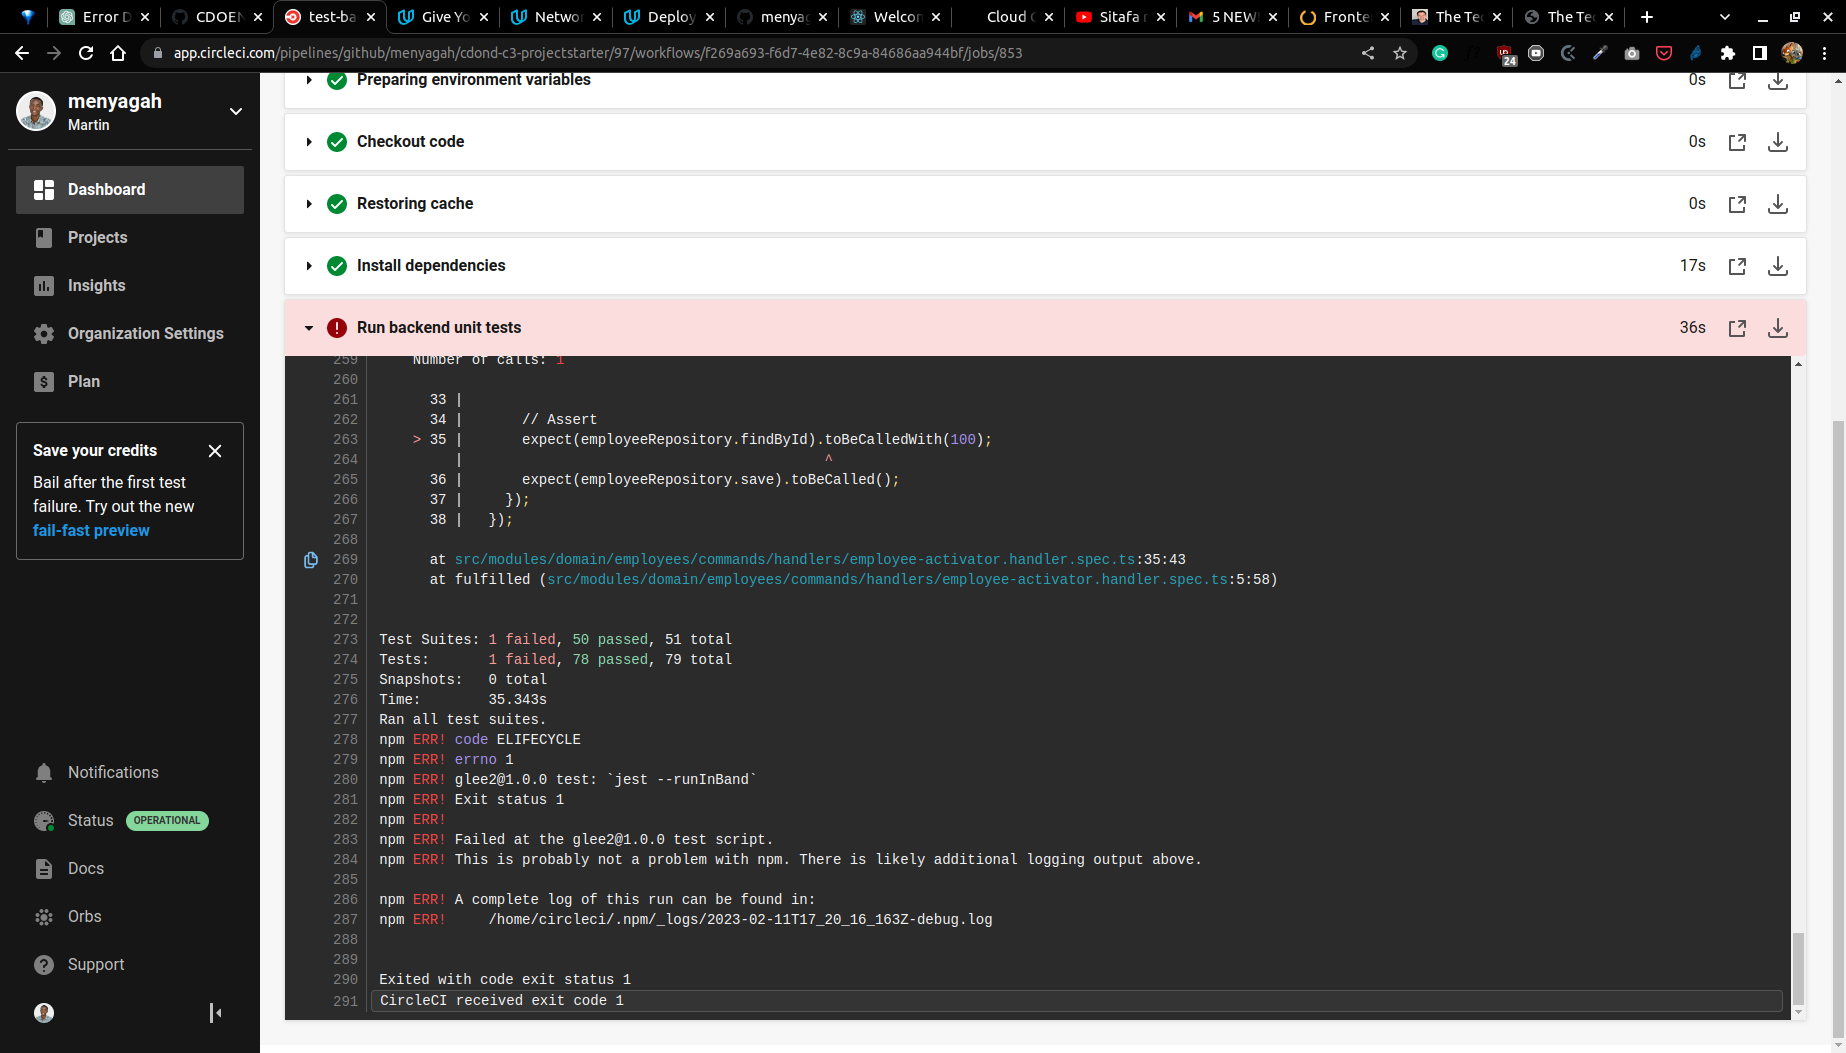 Error D
CDOEN
test-ba
Give Yo
Networ
Deploy
menyag
Welcon
Cloud
Sitafa
5 NEW
Fronte
The Te
The Te
app.circleci.com/pipelines/github/menyagah/cdond-c3-projectstarter/97/workflows/f269a693-f6d7-4e82-8c9a-84686aa944bf/jobs/853
24
menyagah
Martin
Dashboard
Projects
Insights
Organization Settings
Plan
Save your credits
Bail after the first test
failure. Try out the new
fail-fast preview
Notifications
Status OPERATIONAL
Docs
Orbs
Support
Preparing environment variables 0s
Checkout code 0s
Restoring cache 0s
Install dependencies 17s
Run backend unit tests 36s
259 Number of calls: 1
260
261 33 |
262 34 | // Assert
263 > 35 | expect(employeeRepository.findById).toBeCalledWith(100);
264 | ^
265 36 | expect(employeeRepository.save).toBeCalled();
266 37 | });
267 38 | });
268
269 at src/modules/domain/employees/commands/handlers/employee-activator.handler.spec.ts:35:43
270 at fulfilled (src/modules/domain/employees/commands/handlers/employee-activator.handler.spec.ts:5:58)
271
272
273 Test Suites: 1 failed, 50 passed, 51 total
274 Tests: 1 failed, 78 passed, 79 total
275 Snapshots: 0 total
276 Time: 35.343s
277 Ran all test suites.
278 npm ERR! code ELIFECYCLE
279 npm ERR! errno 1
280 npm ERR! glee2@1.0.0 test: `jest --runInBand`
281 npm ERR! Exit status 1
282 npm ERR!
283 npm ERR! Failed at the glee2@1.0.0 test script.
284 npm ERR! This is probably not a problem with npm. There is likely additional logging output above.
285
286 npm ERR! A complete log of this run can be found in:
287 npm ERR! /home/circleci/.npm/_logs/2023-02-11T17_20_16_163Z-debug.log
288
289
290 Exited with code exit status 1
291 CircleCI received exit code 1